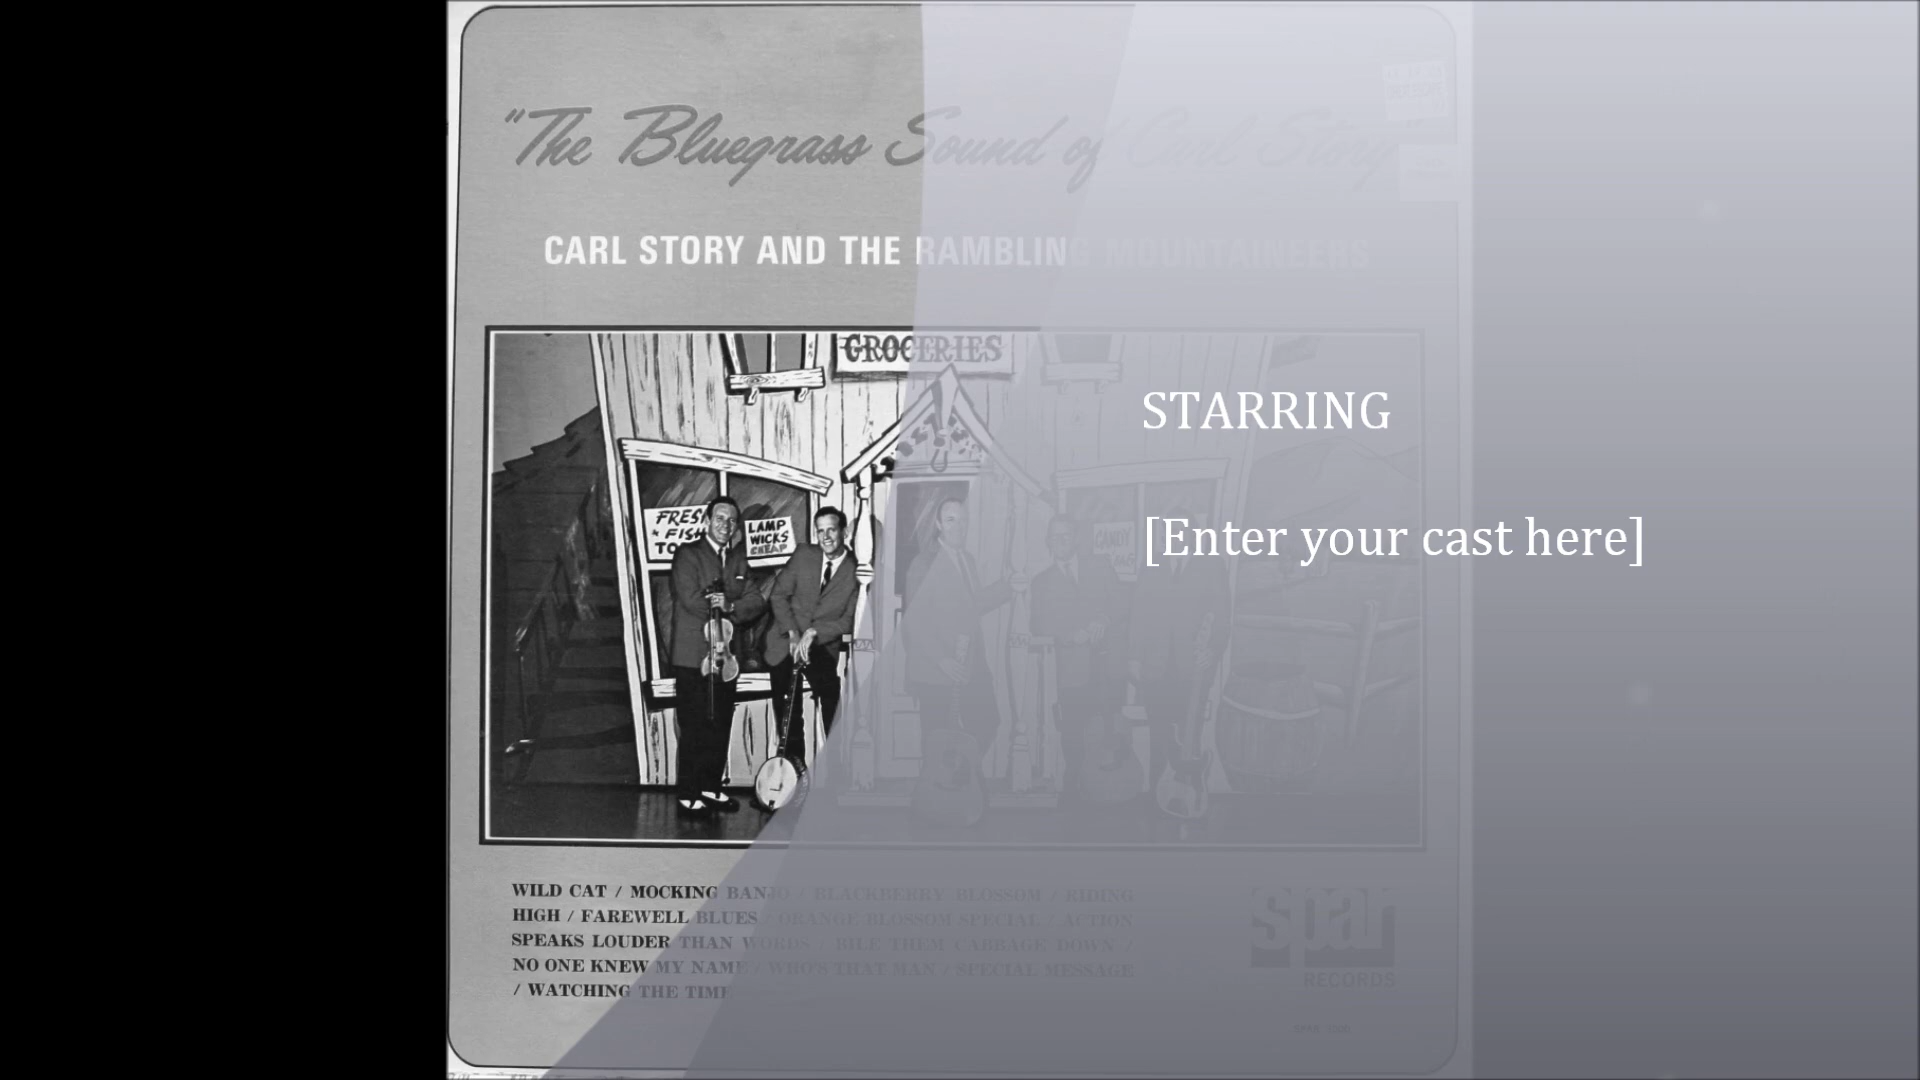 "The Bluegrass Sound of Carl Story
CARL STORY AND THE RAMBLING MOUNTAINEERS
GROCERIES
STARRING
FRESH
& FISH
TO
LAMP
WICKS
CHEAP
CANDY
[Enter your cast here]
WILD CAT / MOCKING BANJO / BLACKBERRY BLOSSOM / RIDING
HIGH / FAREWELL BLUES / ORANGE BLOSSOM SPECIAL / ACTION
SPEAKS LOUDER THAN WORDS / BILE THEM CABBAGE DOWN /
NO ONE KNEW MY NAME / WHO'S THAT MAN / SPECIAL MESSAGE
/ WATCHING THE TIME
spar
RECORDS